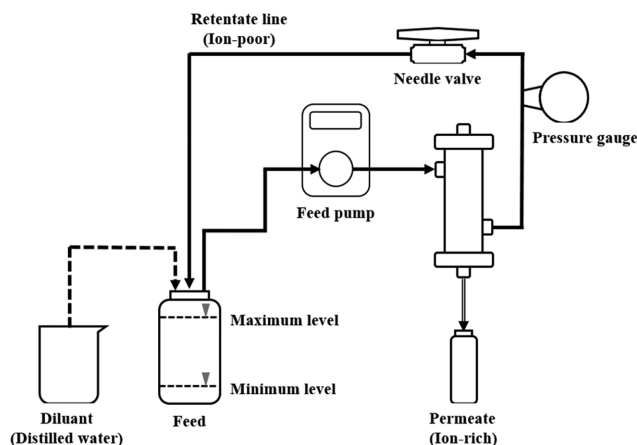 Retentate line
(Ion-poor)
Needle valve
Pressure gauge
Feed pump
Maximum level
Minimum level
Diluant
(Distilled water)
Feed
Permeate
(Ion-rich)